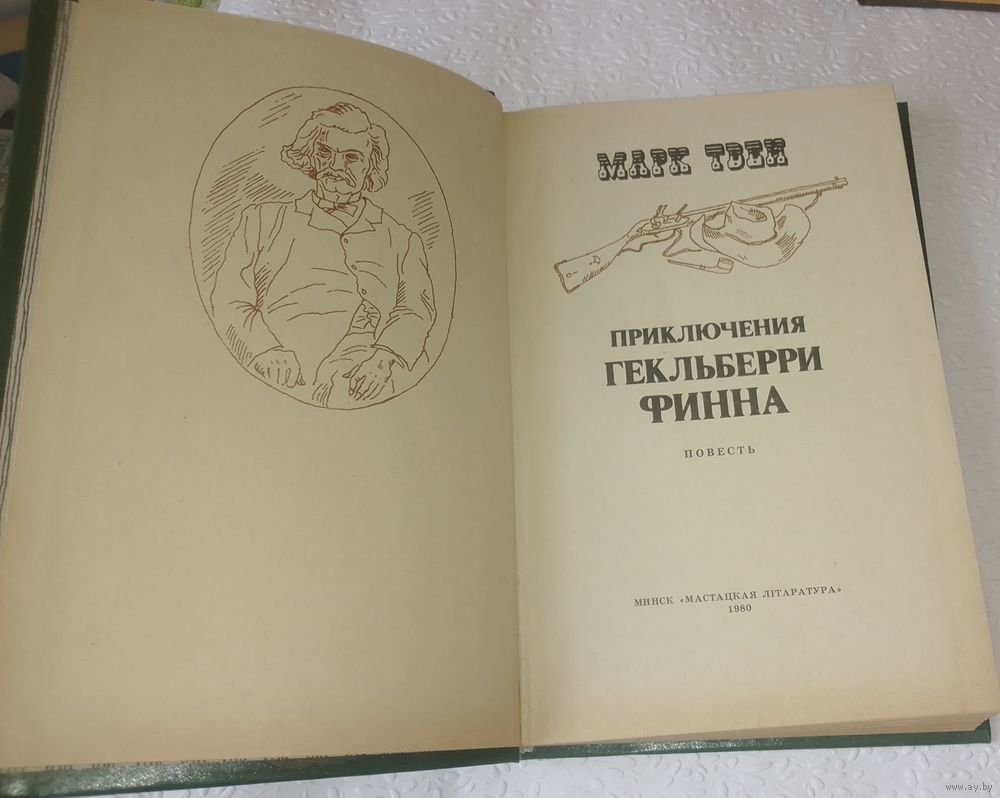 МАРК ТВЕН
ПРИКЛЮЧЕНИЯ
ГЕКЛЬБЕРРИ
ФИННА
ПОВЕСТЬ
МИНСК «МАСТАЦКАЯ ЛІТАРАТУРА»
1980
www.ay.by